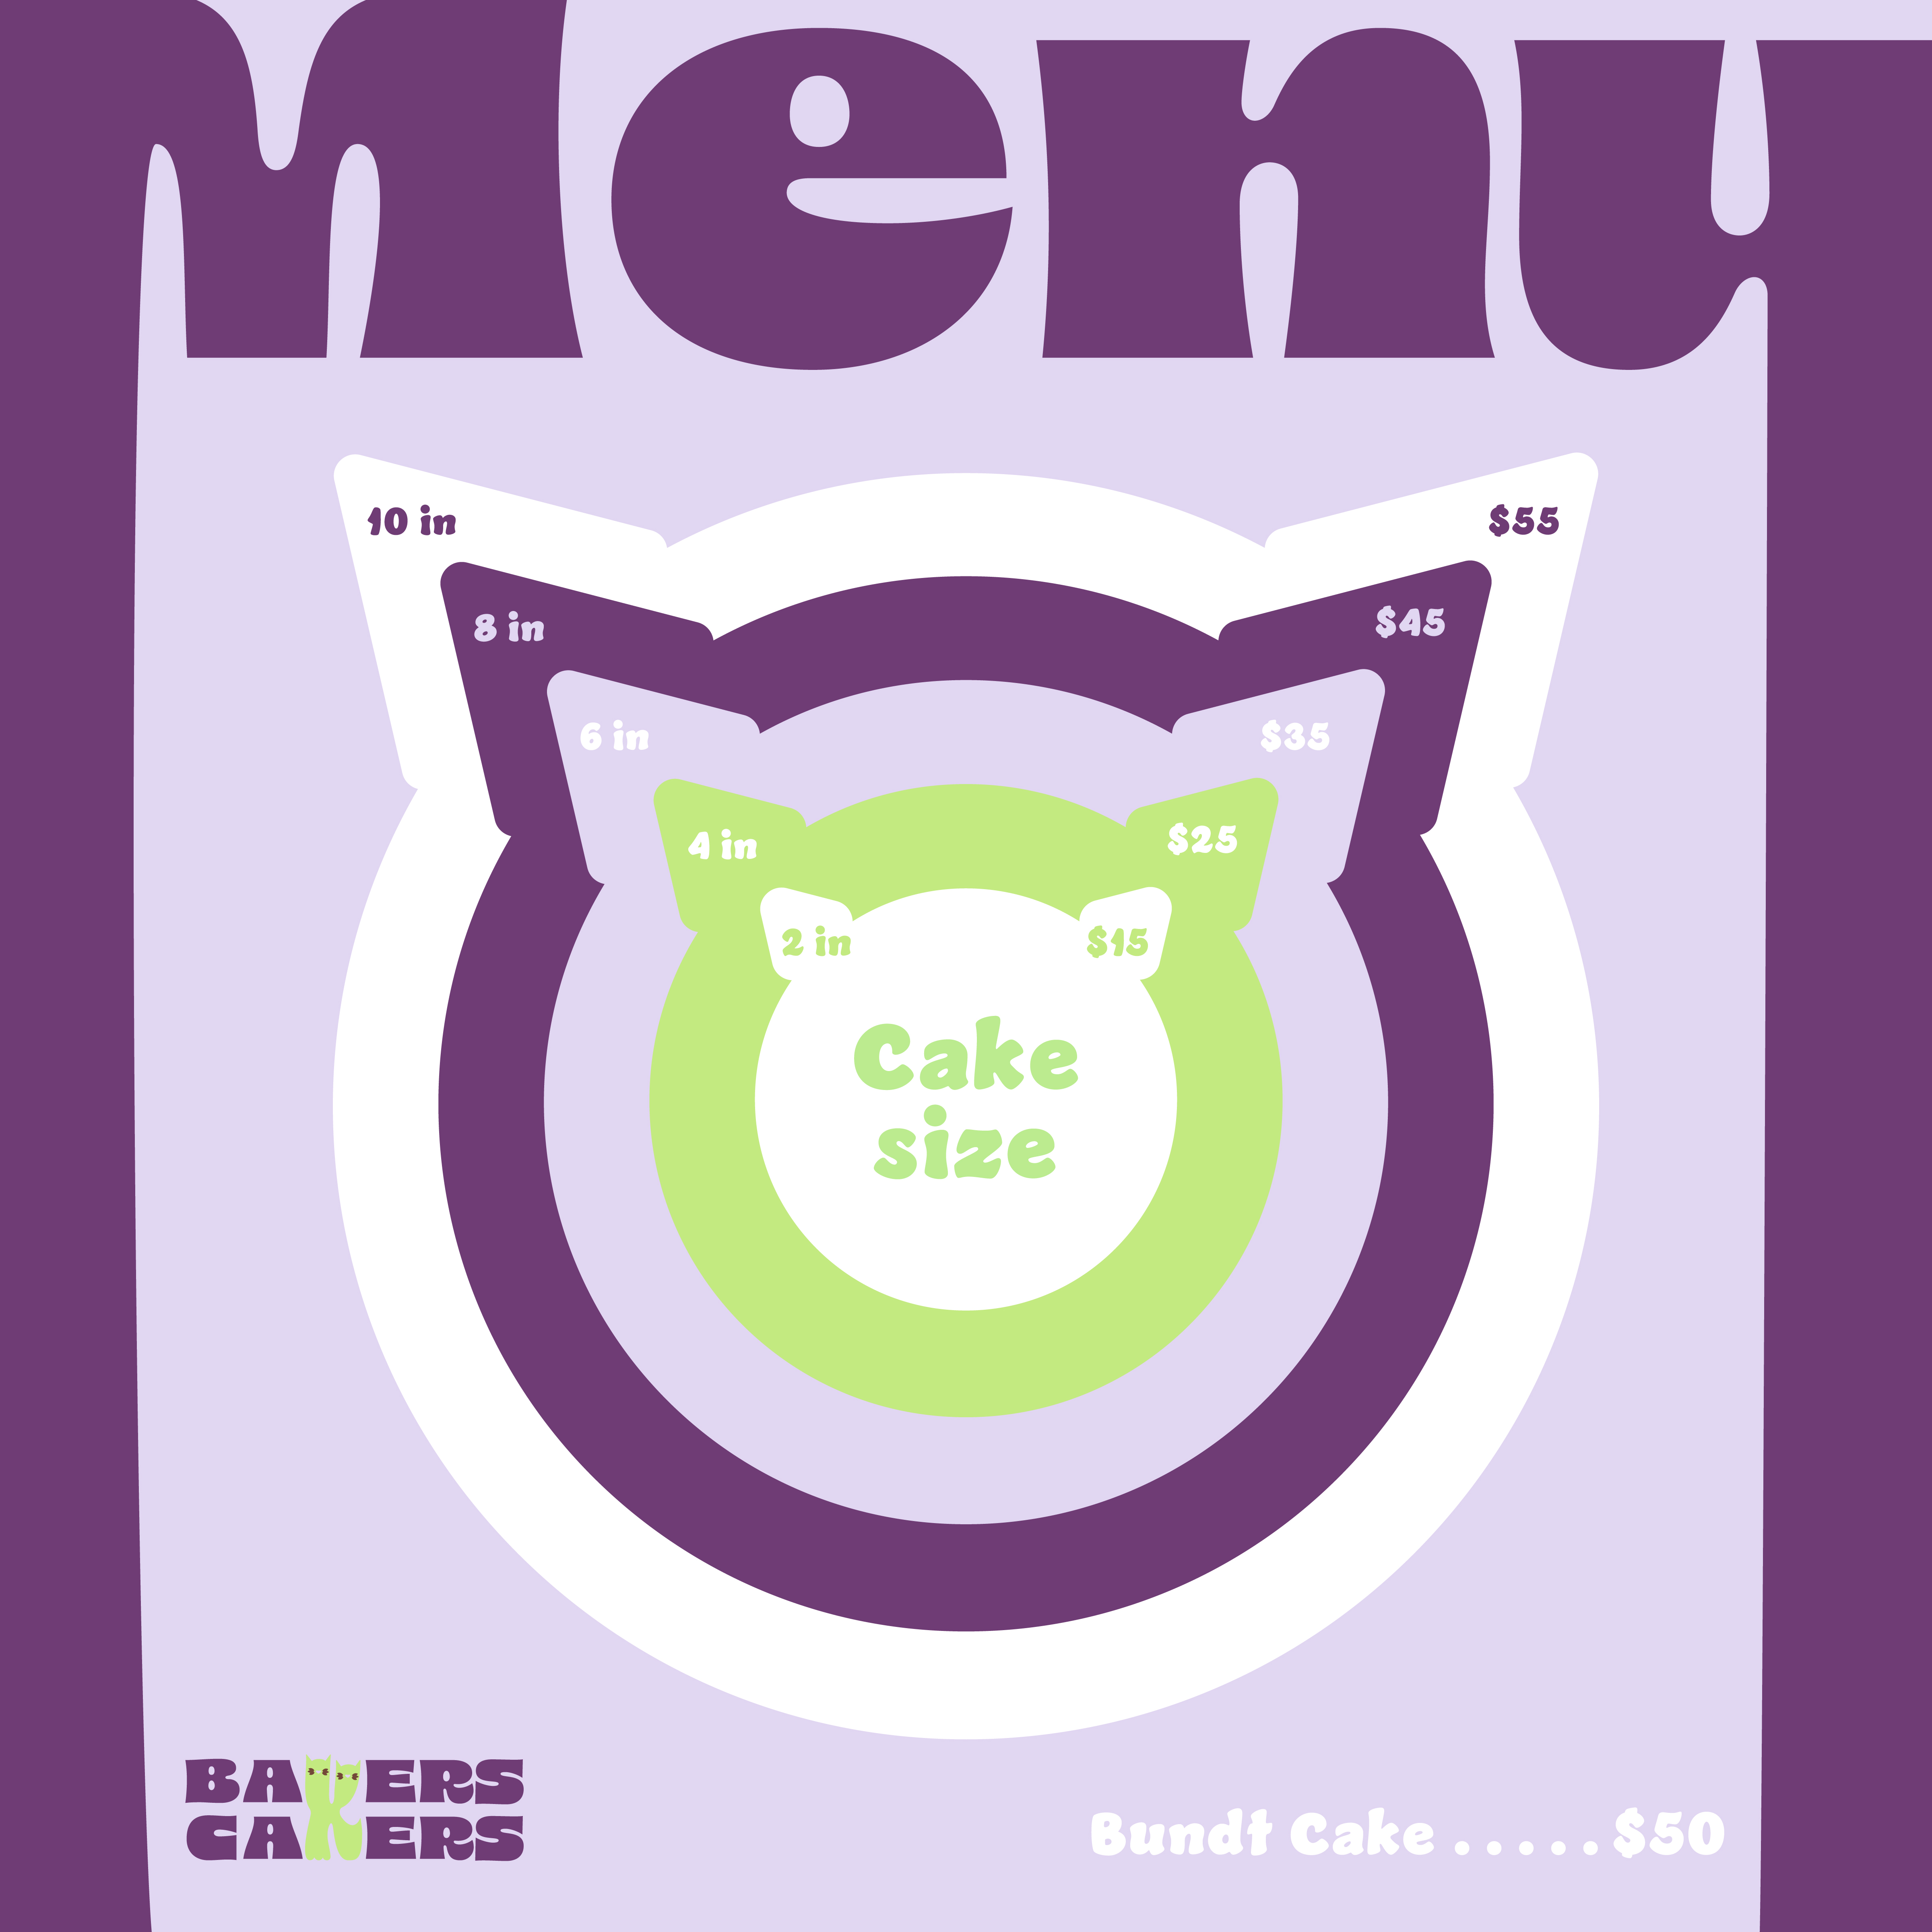 menu
10 in $55
8 in $45
6 in $35
4 in $25
2 in $15
Cake
size
BAKERS
CAKERS
Bundt Cake . . . . . $50